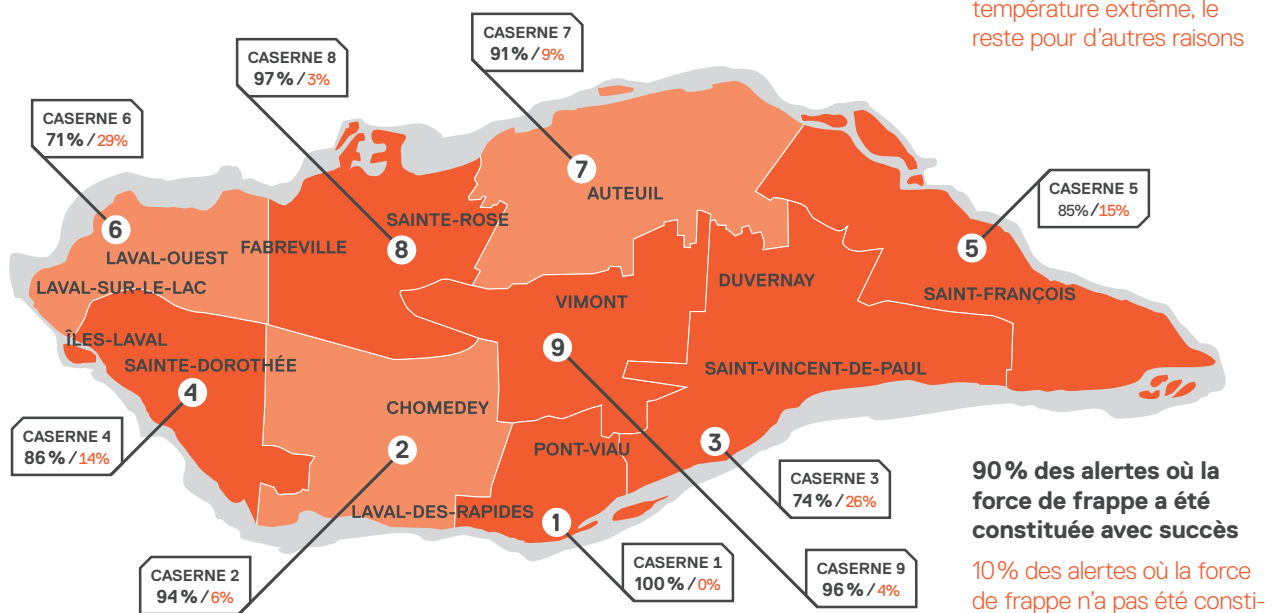 température extrême, le
reste pour d'autres raisons
CASERNE 7
91 % / 9%
CASERNE 8
97 % / 3%
CASERNE 6
71 % / 29%
7
AUTEUIL
CASERNE 5
85%/15%
6
SAINTE-ROSE
8
FABREVILLE
5
LAVAL-OUEST
LAVAL-SUR-LE-LAC
DUVERNAY
SAINT-FRANÇOIS
VIMONT
ÎLES-LAVAL
9
SAINTE-DOROTHÉE
SAINT-VINCENT-DE-PAUL
4
CHOMEDEY
CASERNE 4
86 % / 14%
2
PONT-VIAU
3
CASERNE 3
74 % / 26%
LAVAL-DES-RAPIDES
1
CASERNE 2
94 % / 6%
CASERNE 1
100 % / 0%
CASERNE 9
96 % / 4%
90 % des alertes où la
force de frappe a été
constituée avec succès
10 % des alertes où la force
de frappe n'a pas été consti-